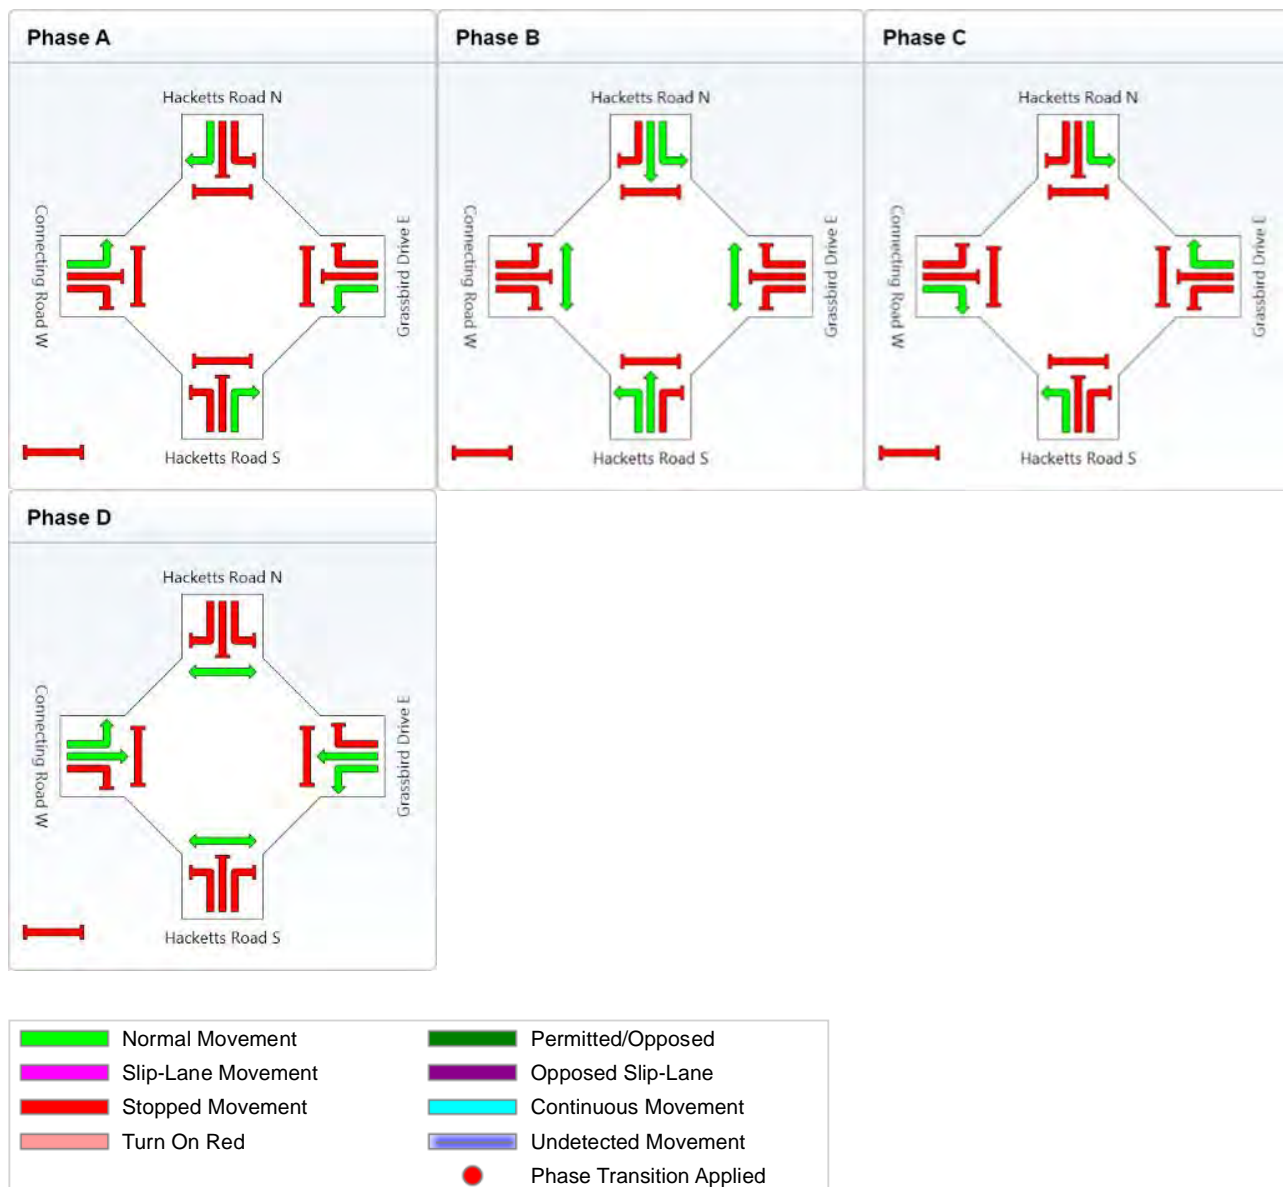 Phase A
Phase B
Phase C
Hacketts Road N
Hacketts Road N
Hacketts Road N
Connecting Road W
Grassbird Drive E
Connecting Road W
Grassbird Drive E
Connecting Road W
Grassbird Drive E
Hacketts Road S
Hacketts Road S
Hacketts Road S
Phase D
Hacketts Road N
Connecting Road W
Grassbird Drive E
Hacketts Road S
Normal Movement
Permitted/Opposed
Slip-Lane Movement
Opposed Slip-Lane
Stopped Movement
Continuous Movement
Turn On Red
Undetected Movement
Phase Transition Applied